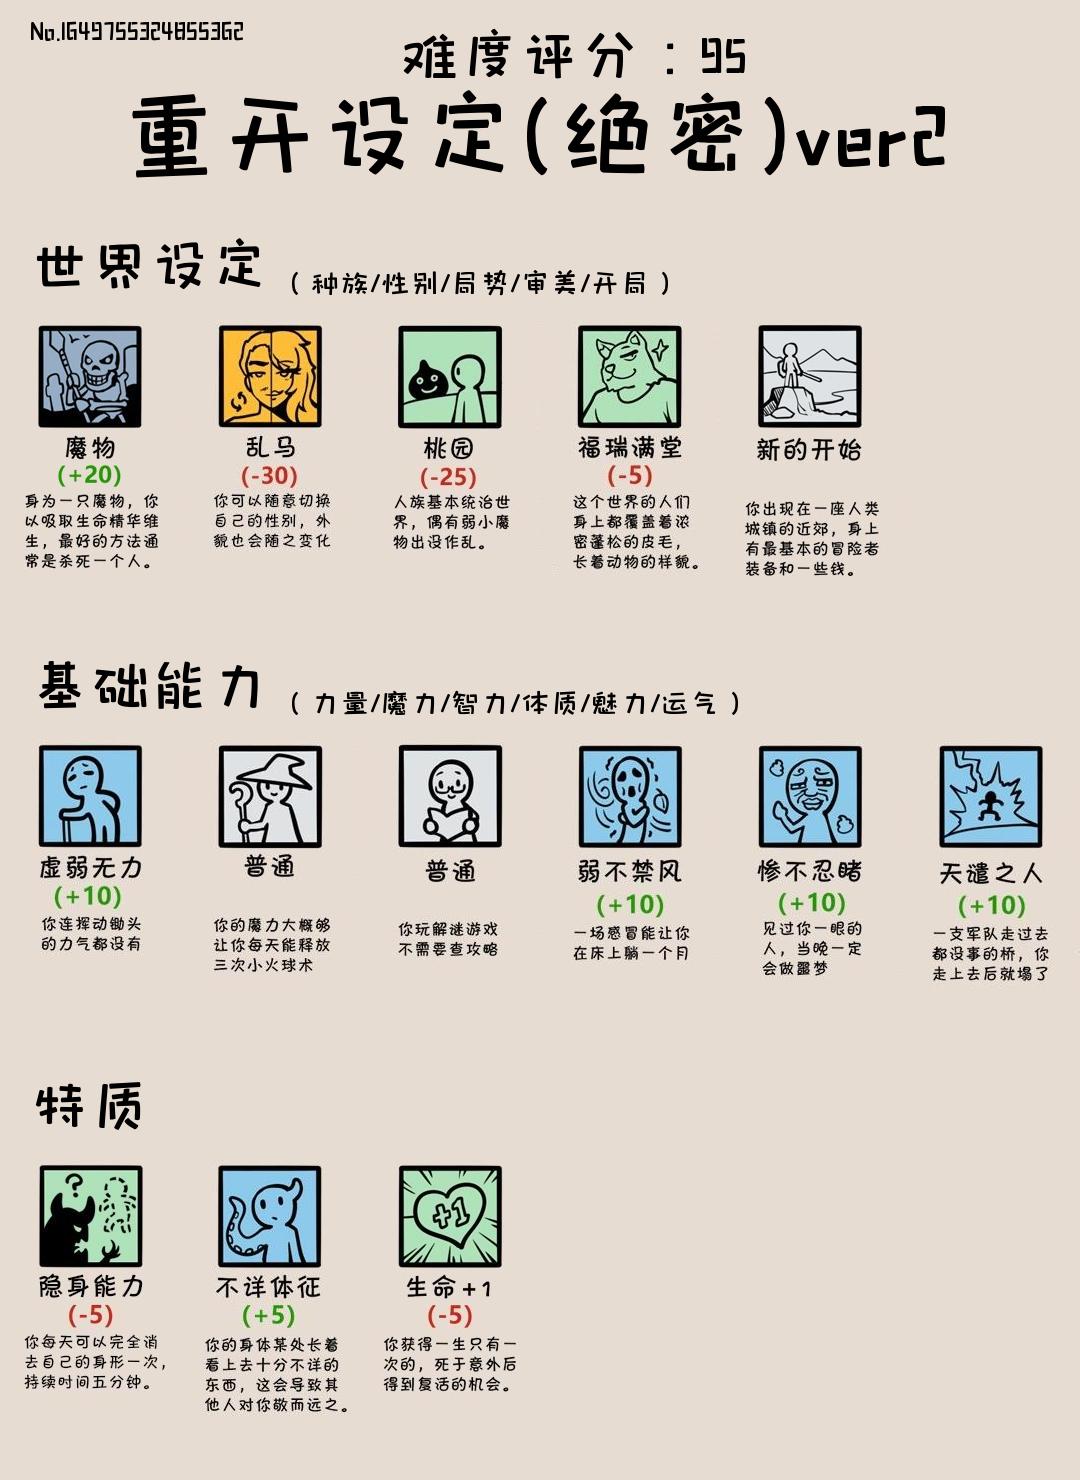 No.1649755324855362
难度评分：95
重开设定(绝密)ver2
世界设定
( 种族/性别/局势/审美/开局 )
魔物
(+20)
身为一只魔物，你
以吸取生命精华维
生，最好的方法通
常是杀死一个人。
乱马
(-30)
你可以随意切换
自己的性别，外
貌也会随之变化
桃园
(-25)
人族基本统治世
界，偶有弱小魔
物出没作乱。
福瑞满堂
(-5)
这个世界的人们
身上都覆盖着浓
密蓬松的皮毛，
长着动物的样貌。
新的开始
你出现在一座人类
城镇的近郊，身上
有最基本的冒险者
装备和一些钱。
基础能力
( 力量/魔力/智力/体质/魅力/运气 )
虚弱无力
(+10)
你连挥动锄头
的力气都没有
普通
你的魔力大概够
让你每天能释放
三次小火球术
普通
你玩解谜游戏
不需要查攻略
弱不禁风
(+10)
一场感冒能让你
在床上躺一个月
惨不忍睹
(+10)
见过你一眼的
人，当晚一定
会做噩梦
天谴之人
(+10)
一支军队走过去
都没事的桥，你
走上去后就塌了
特质
隐身能力
(-5)
你每天可以完全消
去自己的身形一次，
持续时间五分钟。
不详体征
(+5)
你的身体某处长着
看上去十分不详的
东西，这会导致其
他人对你敬而远之。
+1
生命+1
(-5)
你获得一生只有一
次的，死于意外后
得到复活的机会。